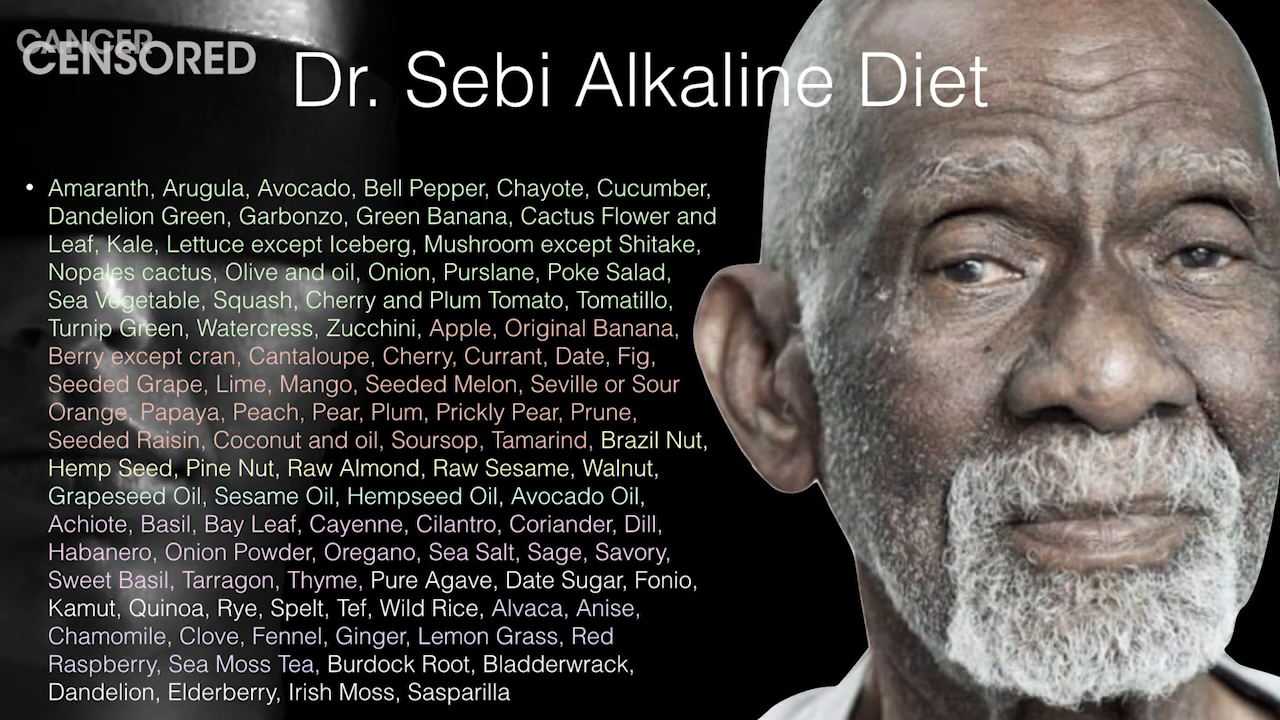 CANCER
CENSORED
Dr. Sebi Alkaline Diet
• Amaranth, Arugula, Avocado, Bell Pepper, Chayote, Cucumber,
Dandelion Green, Garbonzo, Green Banana, Cactus Flower and
Leaf, Kale, Lettuce except Iceberg, Mushroom except Shitake,
Nopales cactus, Olive and oil, Onion, Purslane, Poke Salad,
Sea Vegetable, Squash, Cherry and Plum Tomato, Tomatillo,
Turnip Green, Watercress, Zucchini, Apple, Original Banana,
Berry except cran, Cantaloupe, Cherry, Currant, Date, Fig,
Seeded Grape, Lime, Mango, Seeded Melon, Seville or Sour
Orange, Papaya, Peach, Pear, Plum, Prickly Pear, Prune,
Seeded Raisin, Coconut and oil, Soursop, Tamarind, Brazil Nut,
Hemp Seed, Pine Nut, Raw Almond, Raw Sesame, Walnut,
Grapeseed Oil, Sesame Oil, Hempseed Oil, Avocado Oil,
Achiote, Basil, Bay Leaf, Cayenne, Cilantro, Coriander, Dill,
Habanero, Onion Powder, Oregano, Sea Salt, Sage, Savory,
Sweet Basil, Tarragon, Thyme, Pure Agave, Date Sugar, Fonio,
Kamut, Quinoa, Rye, Spelt, Tef, Wild Rice, Alvaca, Anise,
Chamomile, Clove, Fennel, Ginger, Lemon Grass, Red
Raspberry, Sea Moss Tea, Burdock Root, Bladderwrack,
Dandelion, Elderberry, Irish Moss, Sasparilla